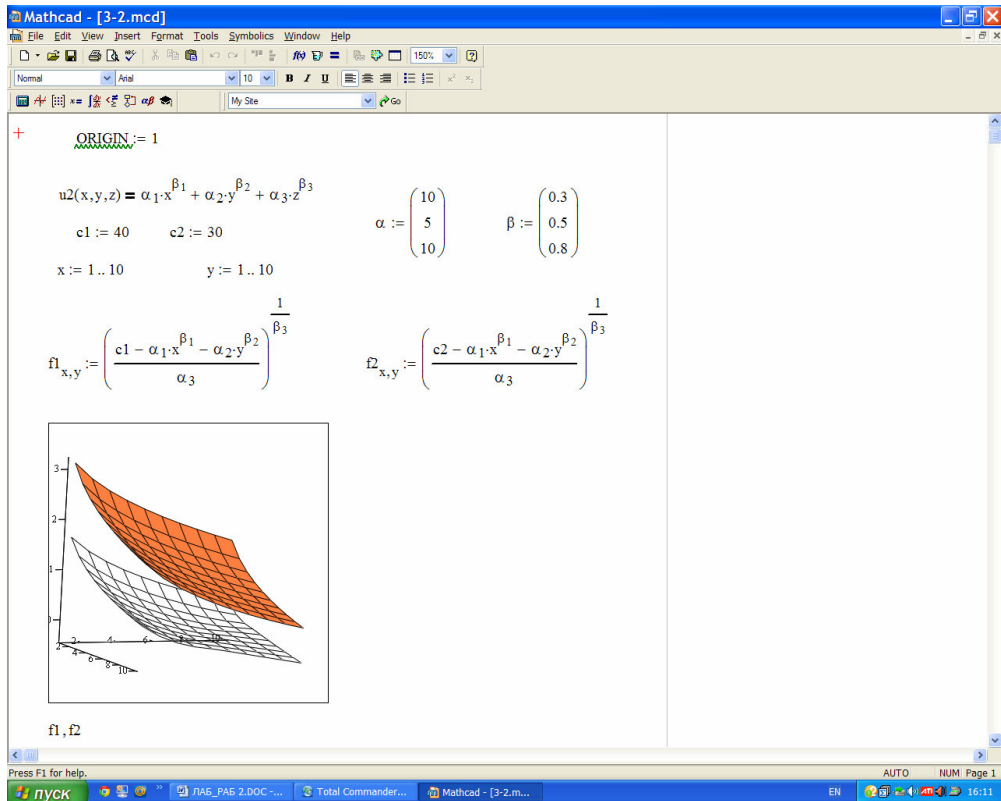 Mathcad - [3-2.mcd]
File Edit View Insert Format Tools Symbolics Window Help
150%
Normal Arial 10 B I U
My Site Go
ORIGIN := 1
u2(x,y,z) = α₁·x^β₁ + α₂·y^β₂ + α₃·z^β₃
c1 := 40 c2 := 30
α := (10 5 10) β := (0.3 0.5 0.8)
x := 1 .. 10 y := 1 .. 10
f1_x,y := ((c1 − α₁·x^β₁ − α₂·y^β₂) / α₃)^(1/β₃) f2_x,y := ((c2 − α₁·x^β₁ − α₂·y^β₂) / α₃)^(1/β₃)
3
2
1
0
2 4 6 8 10
2 4 6 8 10
f1,f2
Press F1 for help. AUTO NUM Page 1
пуск ЛАБ_РАБ 2.DOC -... Total Commander... Mathcad - [3-2.m... EN 16:11